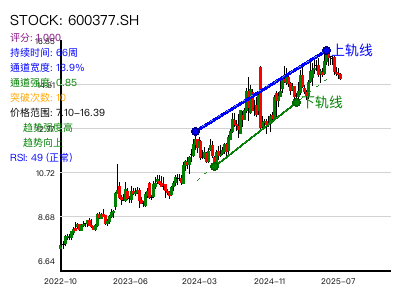 STOCK: 600377.SH
评分: 1.000
持续时间: 66周
上轨线
通道宽度: 13.9%
通道强度: 0.85
突破次数: 10
下轨线
价格范围: 7.10-16.39
趋势强度高
趋势向上
RSI: 49 (正常)
10.72
8.68
6.64
2022-10 2023-06 2024-03 2024-11 2025-07